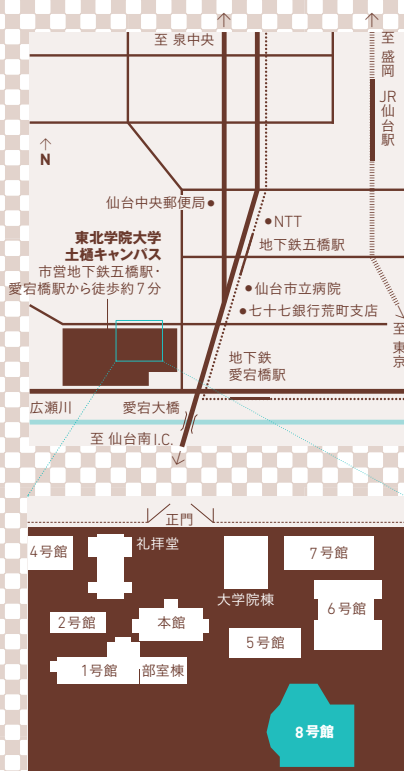 至 泉中央
至 盛岡
JR仙台駅
N
仙台中央郵便局
NTT
東北学院大学
土樋キャンパス
地下鉄五橋駅
市営地下鉄五橋駅・
愛宕橋駅から徒歩約7分
仙台市立病院
七十七銀行荒町支店
至 東京
地下鉄
愛宕橋駅
広瀬川
愛宕大橋
至 仙台南I.C.
正門
4号館
礼拝堂
7号館
大学院棟
6号館
2号館
本館
5号館
1号館
部室棟
8号館